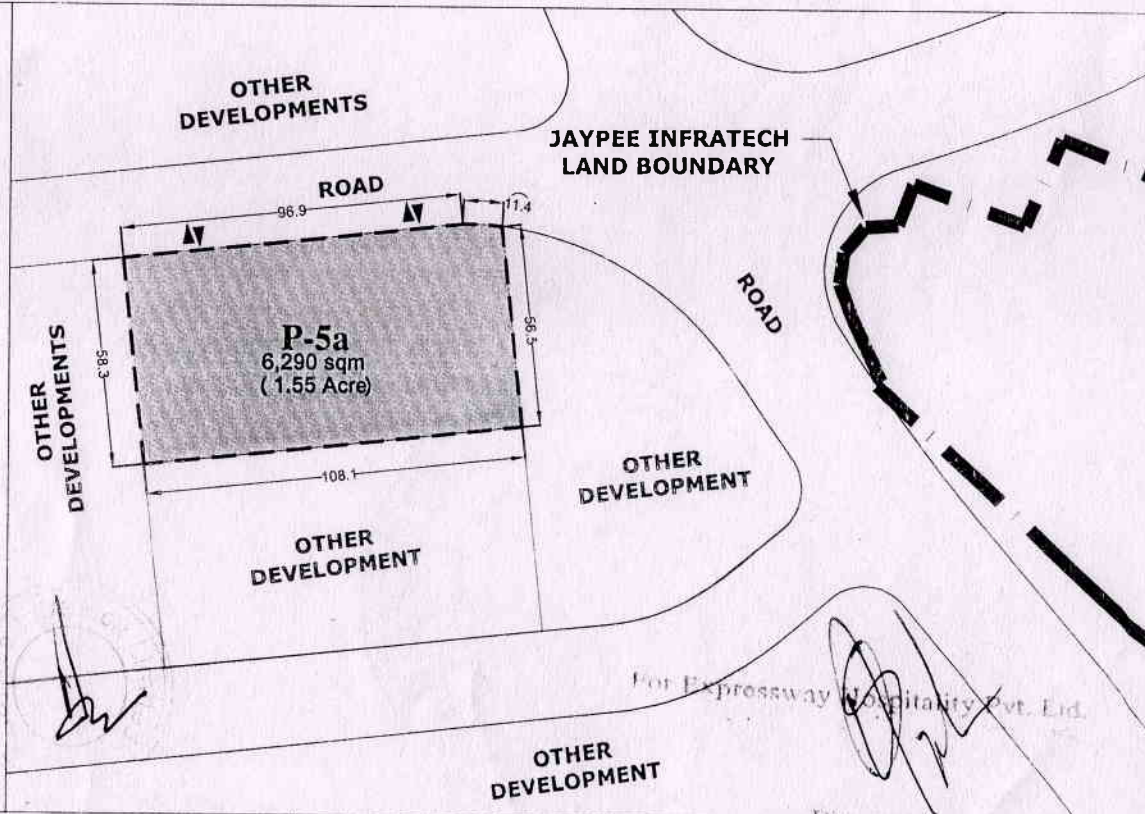 OTHER
DEVELOPMENTS
JAYPEE INFRATECH
LAND BOUNDARY
ROAD
96.9
11.4
ROAD
OTHER
DEVELOPMENTS
58.3
P-5a
6,290 sqm
( 1.55 Acre)
56.5
108.1
OTHER
DEVELOPMENT
OTHER
DEVELOPMENT
For Expressway Hospitality Pvt. Ltd.
OTHER
DEVELOPMENT